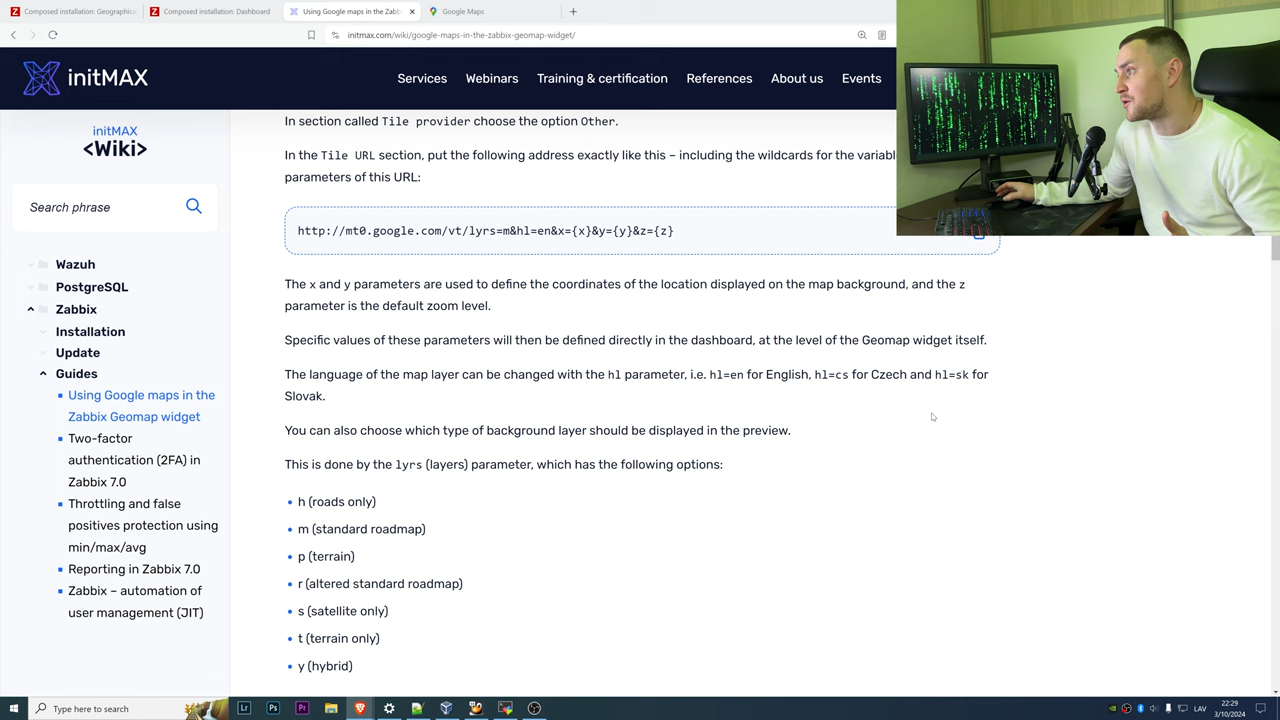 Composed installation: Geographica
Composed installation: Dashboard
Using Google maps in the Zabb
Google Maps
initmax.com/wiki/google-maps-in-the-zabbix-geomap-widget/
initMAX
Services
Webinars
Training & certification
References
About us
Events
initMAX
<Wiki>
Search phrase
Wazuh
PostgreSQL
Zabbix
Installation
Update
Guides
Using Google maps in the
Zabbix Geomap widget
Two-factor
authentication (2FA) in
Zabbix 7.0
Throttling and false
positives protection using
min/max/avg
Reporting in Zabbix 7.0
Zabbix – automation of
user management (JIT)
In section called Tile provider choose the option Other.
In the Tile URL section, put the following address exactly like this – including the wildcards for the variab
parameters of this URL:
http://mt0.google.com/vt/lyrs=m&hl=en&x={x}&y={y}&z={z}
The x and y parameters are used to define the coordinates of the location displayed on the map background, and the z
parameter is the default zoom level.
Specific values of these parameters will then be defined directly in the dashboard, at the level of the Geomap widget itself.
The language of the map layer can be changed with the hl parameter, i.e. hl=en for English, hl=cs for Czech and hl=sk for
Slovak.
You can also choose which type of background layer should be displayed in the preview.
This is done by the lyrs (layers) parameter, which has the following options:
h (roads only)
m (standard roadmap)
p (terrain)
r (altered standard roadmap)
s (satellite only)
t (terrain only)
y (hybrid)
Type here to search
Lr
Ps
Pr
LAV
22:29
3/10/2024